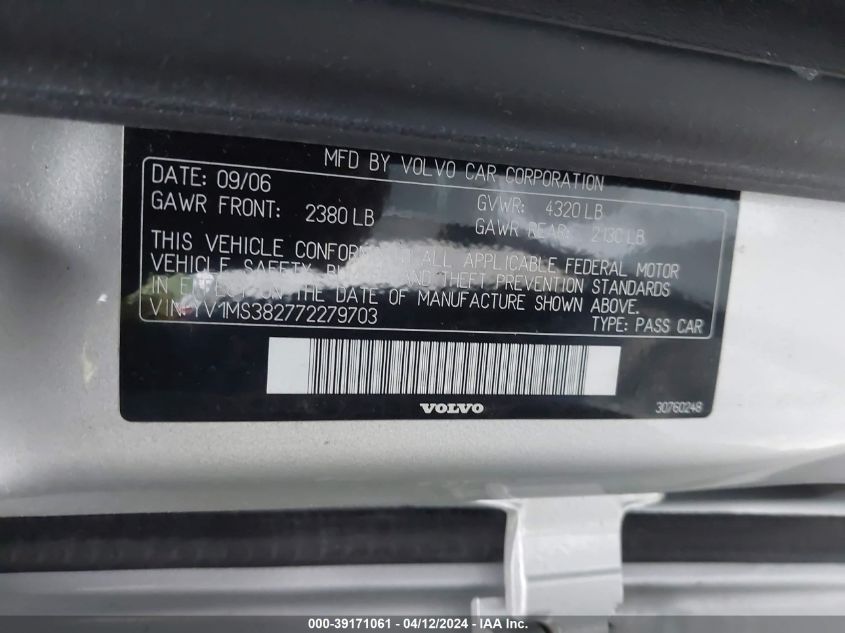 MFD BY VOLVO CAR CORPORATION
DATE: 09/06
GVWR: 4320 LB
GAWR FRONT: 2380 LB
GAWR REAR: 2130 LB
THIS VEHICLE ALL APPLICABLE FEDERAL MOTOR
VEHICLE SAFETY AND THEFT PREVENTION STANDARDS
IN THE DATE OF MANUFACTURE SHOWN ABOVE.
VIN: YV1MS382772279703
TYPE: PASS CAR
VOLVO
30760248
000-39171061 - 04/12/2024 - IAA Inc.